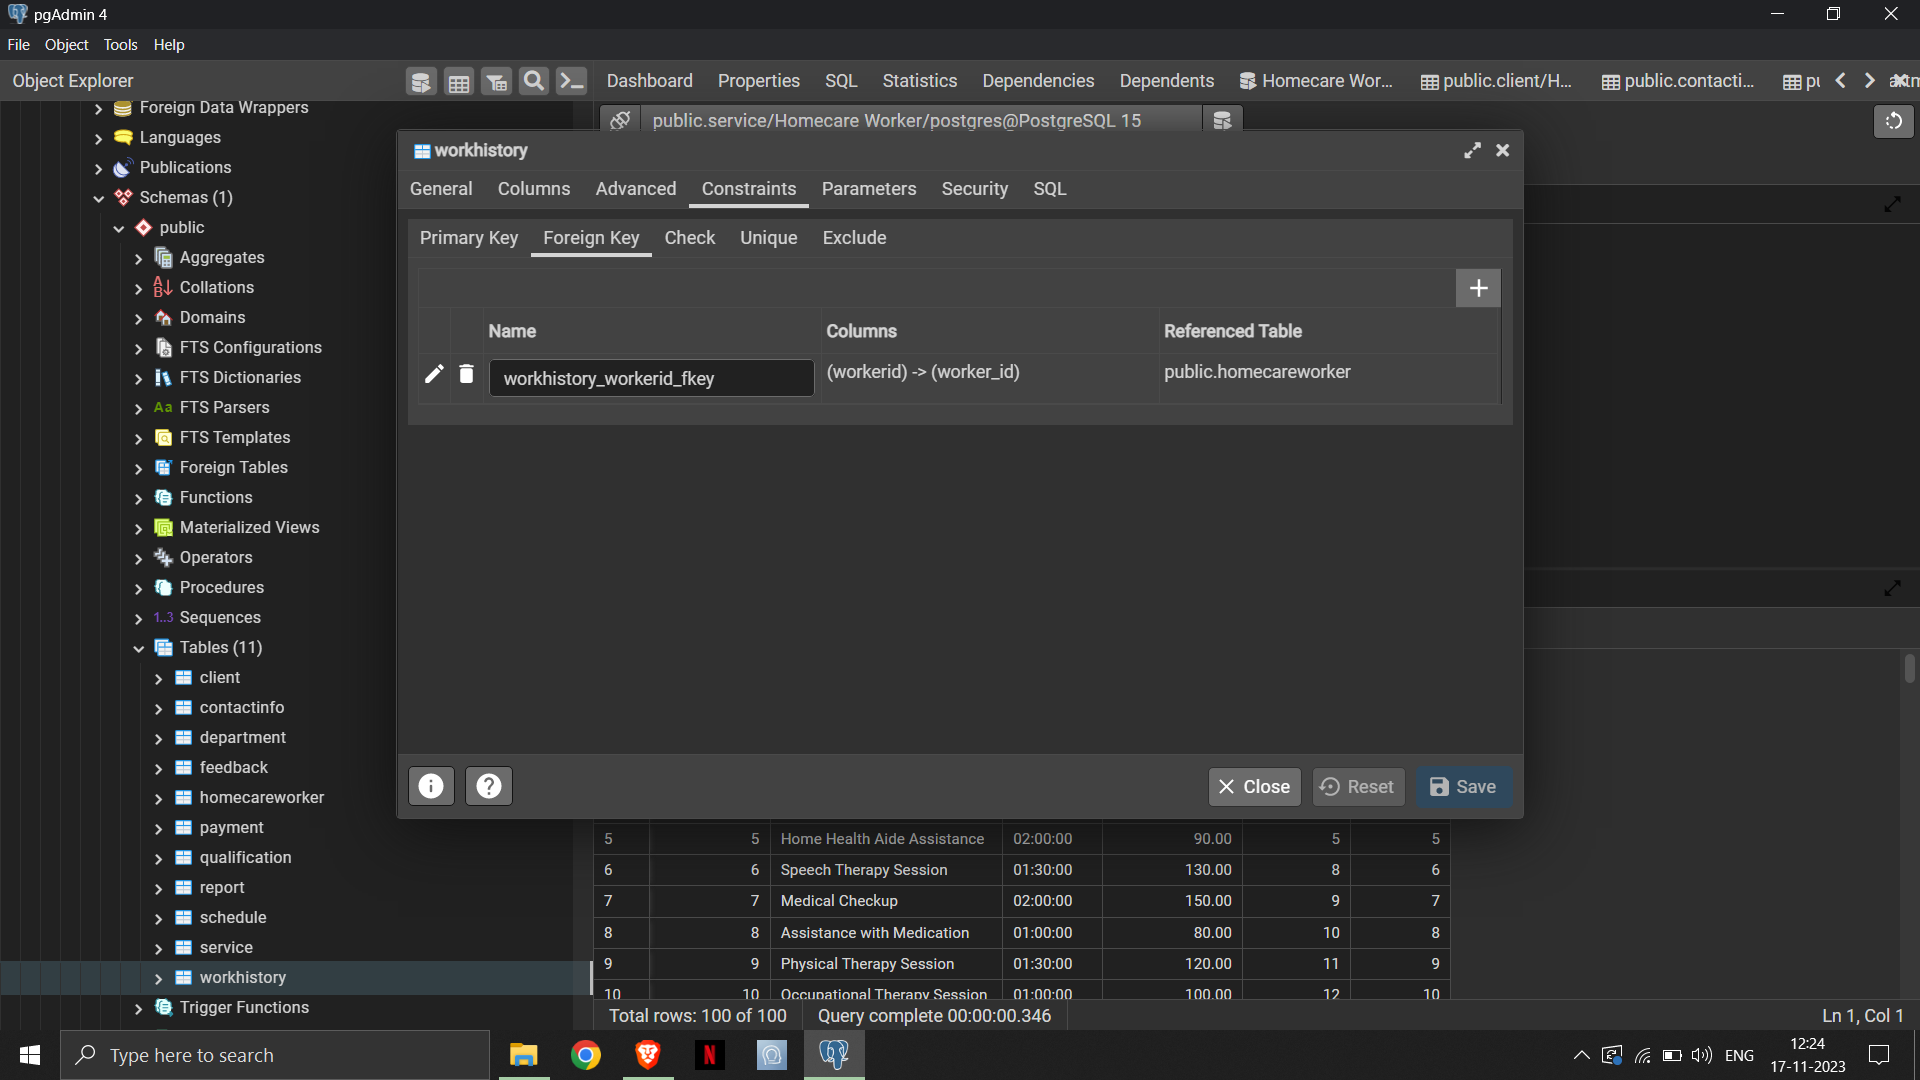 pgAdmin 4
File Object Tools Help
Object Explorer
Dashboard Properties SQL Statistics Dependencies Dependents Homecare Wor... public.client/H... public.contacti...
public.service/Homecare Worker/postgres@PostgreSQL 15
Foreign Data Wrappers
Languages
Publications
Schemas (1)
public
Aggregates
Collations
Domains
FTS Configurations
FTS Dictionaries
Aa FTS Parsers
FTS Templates
Foreign Tables
Functions
Materialized Views
Operators
Procedures
1..3 Sequences
Tables (11)
client
contactinfo
department
feedback
homecareworker
payment
qualification
report
schedule
service
workhistory
Trigger Functions
workhistory
General Columns Advanced Constraints Parameters Security SQL
Primary Key Foreign Key Check Unique Exclude
Name Columns Referenced Table
workhistory_workerid_fkey (workerid) -> (worker_id) public.homecareworker
Close Reset Save
5 5 Home Health Aide Assistance 02:00:00 90.00 5 5
6 6 Speech Therapy Session 01:30:00 130.00 8 6
7 7 Medical Checkup 02:00:00 150.00 9 7
8 8 Assistance with Medication 01:00:00 80.00 10 8
9 9 Physical Therapy Session 01:30:00 120.00 11 9
10 10 Occupational Therapy Session 01:00:00 100.00 12 10
Total rows: 100 of 100 Query complete 00:00:00.346 Ln 1, Col 1
Type here to search
ENG
12:24
17-11-2023